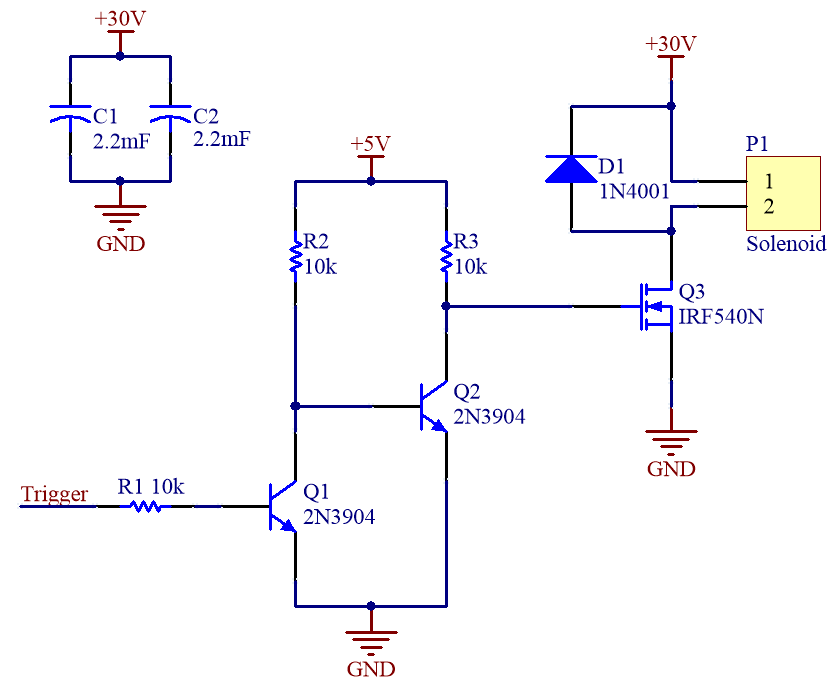 +30V
C1
2.2mF
C2
2.2mF
GND
+5V
R2
10k
R3
10k
+30V
D1
1N4001
P1
1
2
Solenoid
Q3
IRF540N
GND
Q2
2N3904
Trigger
R1 10k
Q1
2N3904
GND